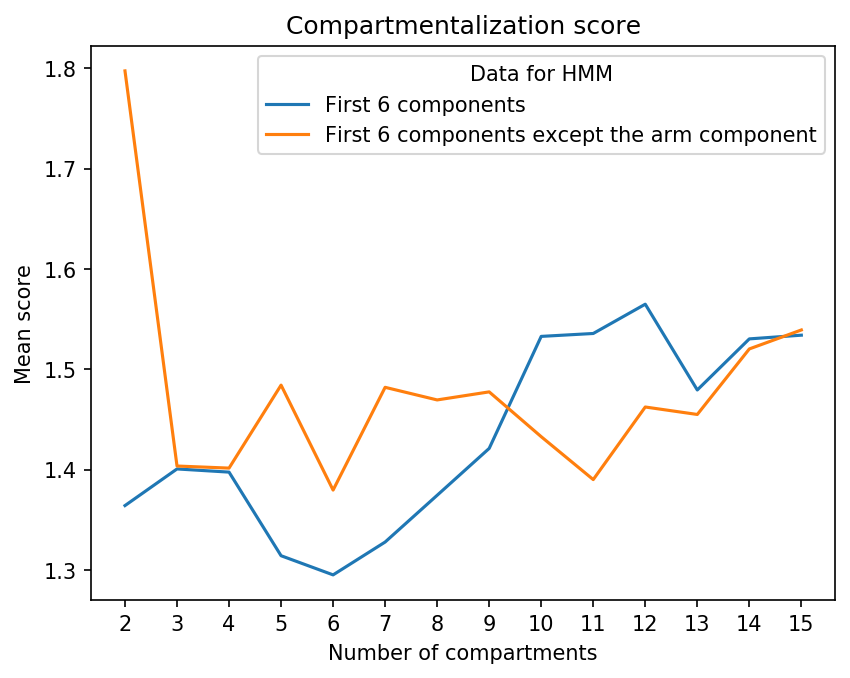 Compartmentalization score
Data for HMM
First 6 components
First 6 components except the arm component
Mean score
1.8
1.7
1.6
1.5
1.4
1.3
2 3 4 5 6 7 8 9 10 11 12 13 14 15
Number of compartments